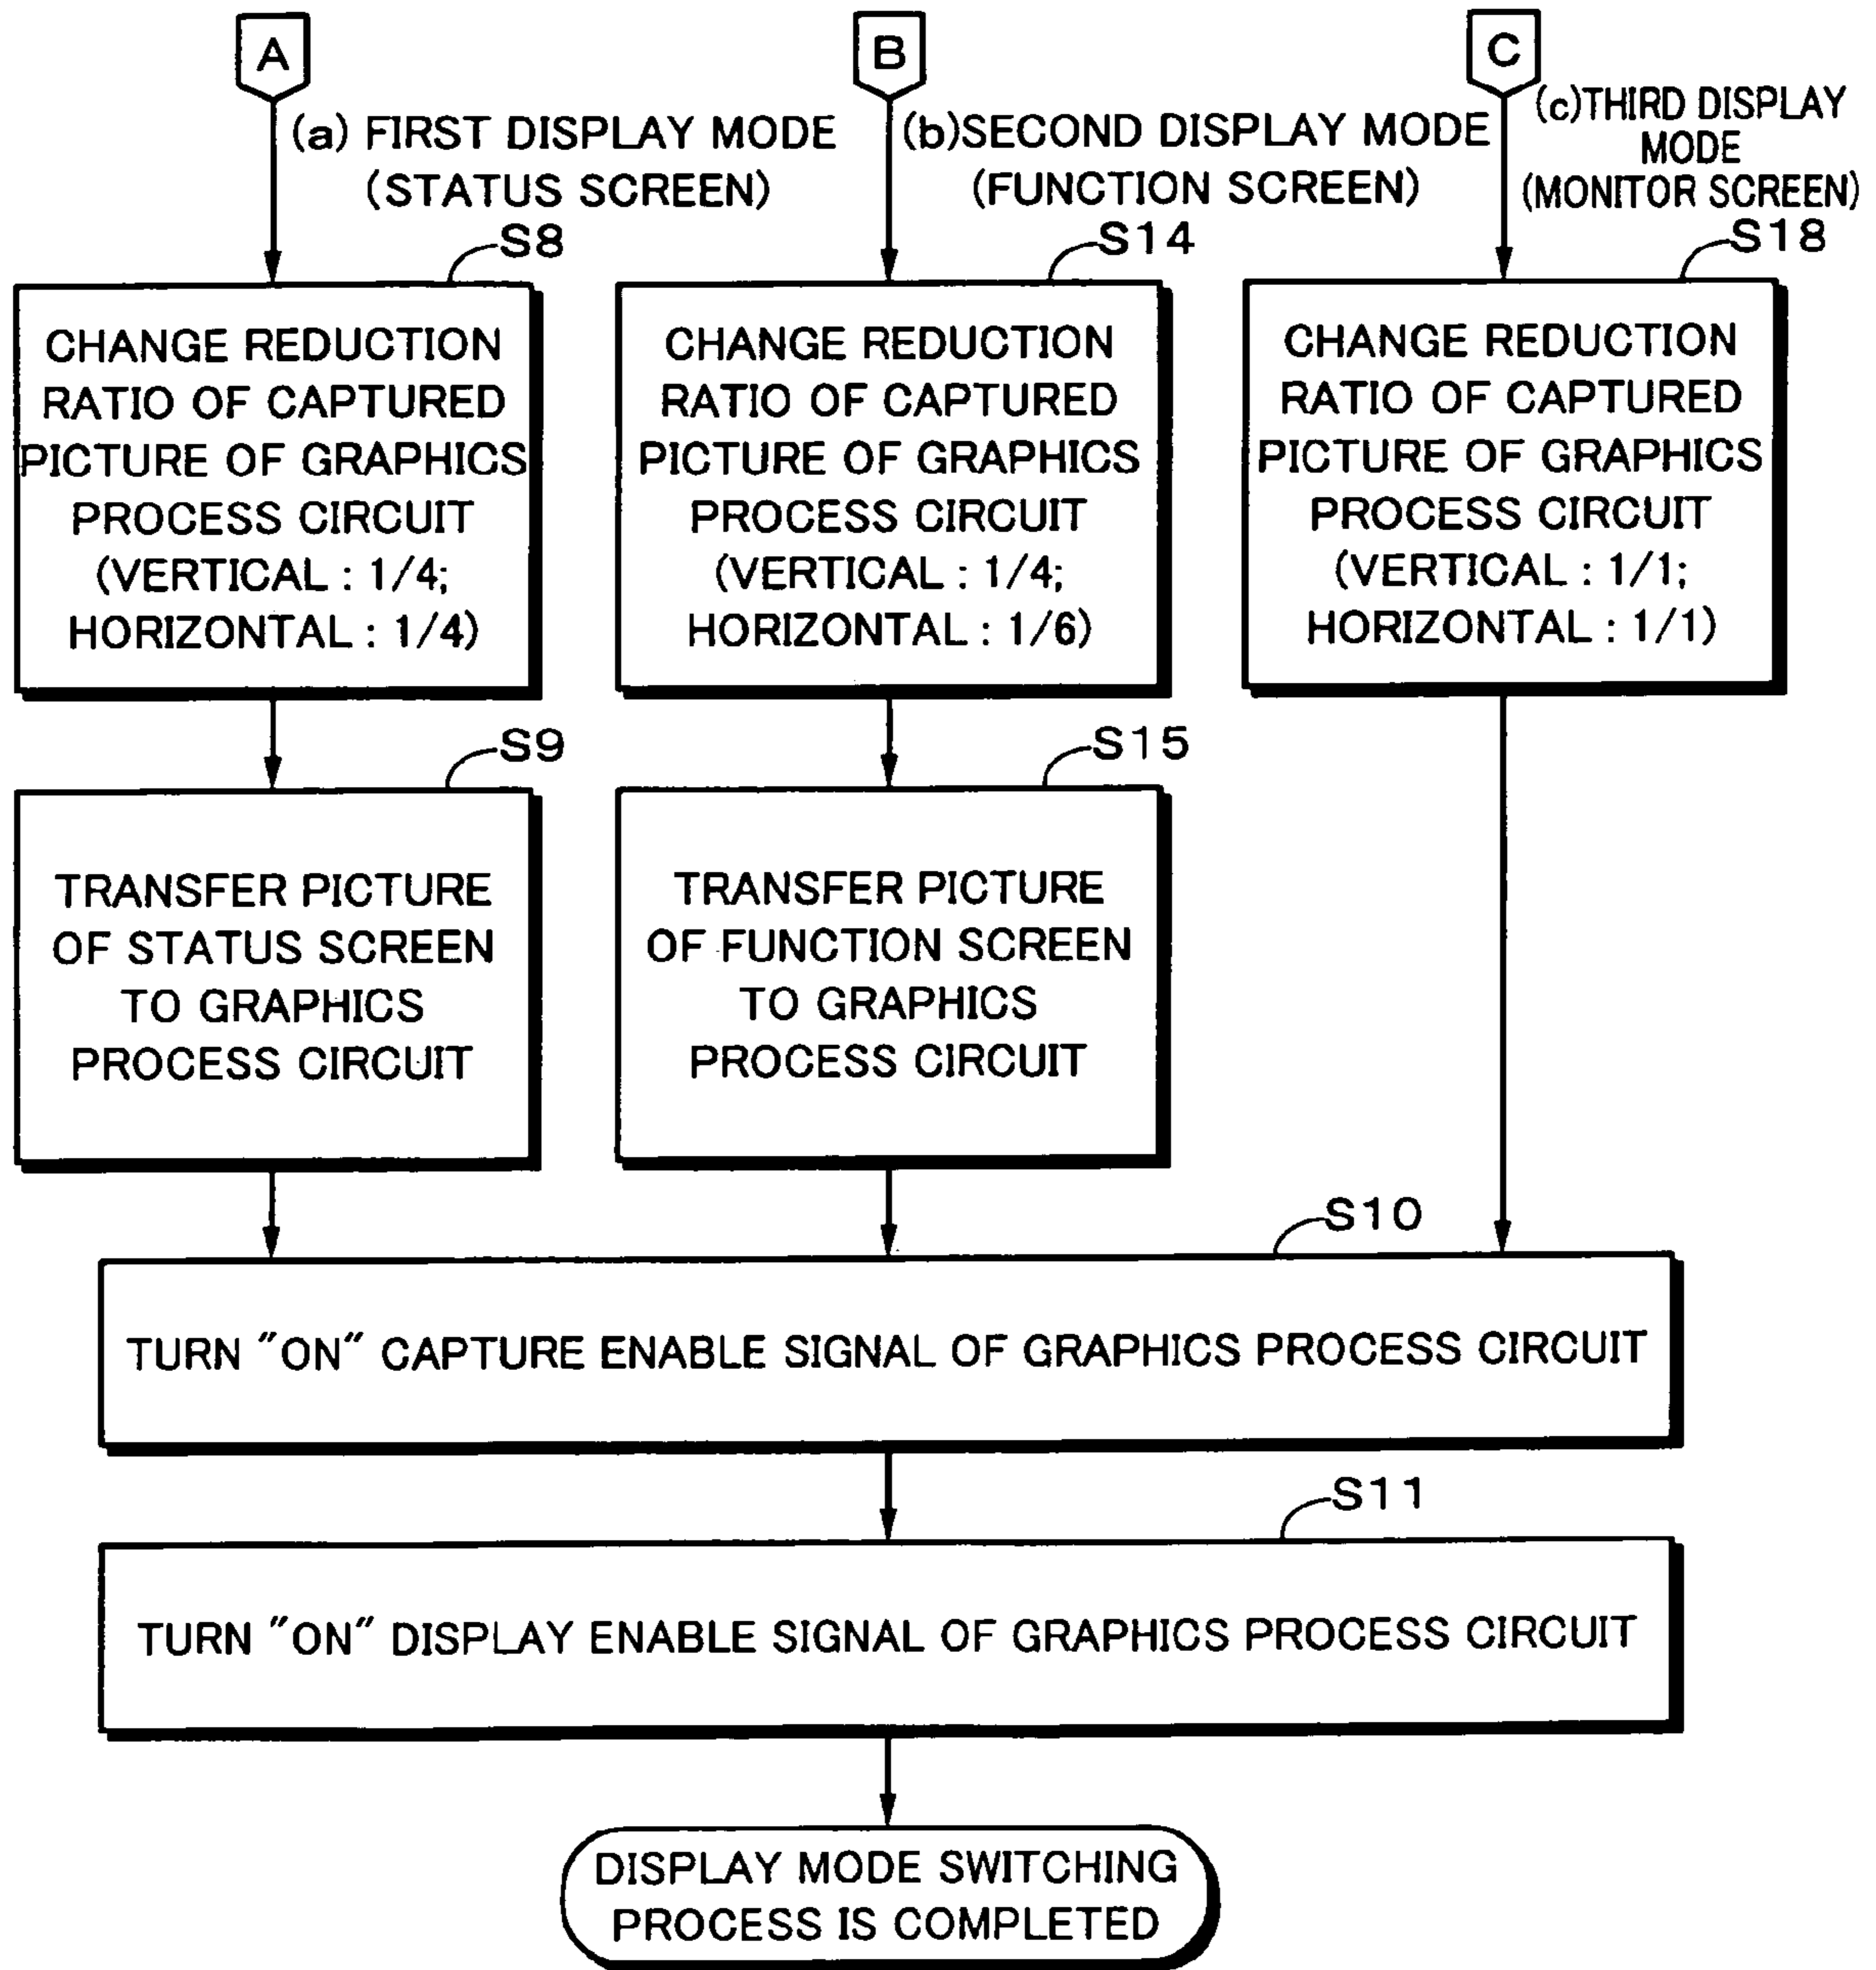 A
B
C
(a) FIRST DISPLAY MODE
(STATUS SCREEN)
(b)SECOND DISPLAY MODE
(FUNCTION SCREEN)
(c)THIRD DISPLAY
MODE
(MONITOR SCREEN)
S8
CHANGE REDUCTION
RATIO OF CAPTURED
PICTURE OF GRAPHICS
PROCESS CIRCUIT
(VERTICAL : 1/4;
HORIZONTAL : 1/4)
S14
CHANGE REDUCTION
RATIO OF CAPTURED
PICTURE OF GRAPHICS
PROCESS CIRCUIT
(VERTICAL : 1/4;
HORIZONTAL : 1/6)
S18
CHANGE REDUCTION
RATIO OF CAPTURED
PICTURE OF GRAPHICS
PROCESS CIRCUIT
(VERTICAL : 1/1;
HORIZONTAL : 1/1)
S9
TRANSFER PICTURE
OF STATUS SCREEN
TO GRAPHICS
PROCESS CIRCUIT
S15
TRANSFER PICTURE
OF FUNCTION SCREEN
TO GRAPHICS
PROCESS CIRCUIT
S10
TURN "ON" CAPTURE ENABLE SIGNAL OF GRAPHICS PROCESS CIRCUIT
S11
TURN "ON" DISPLAY ENABLE SIGNAL OF GRAPHICS PROCESS CIRCUIT
DISPLAY MODE SWITCHING
PROCESS IS COMPLETED